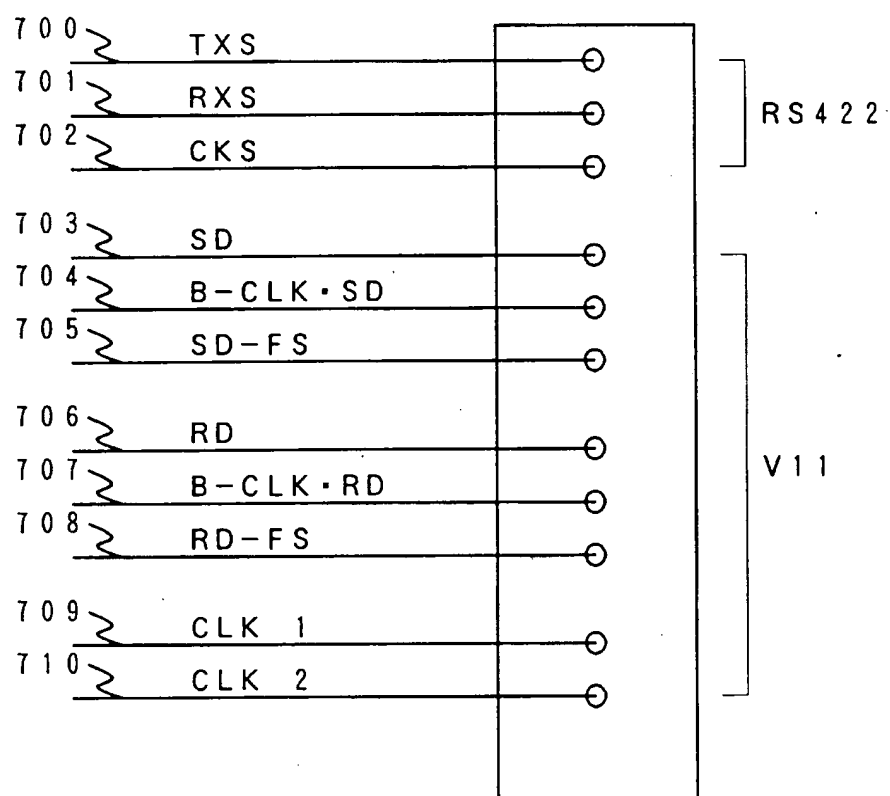 700
TXS
701
RXS
RS422
702
CKS
703
SD
704
B-CLK·SD
705
SD-FS
706
RD
707
B-CLK·RD
V11
708
RD-FS
709
CLK 1
710
CLK 2